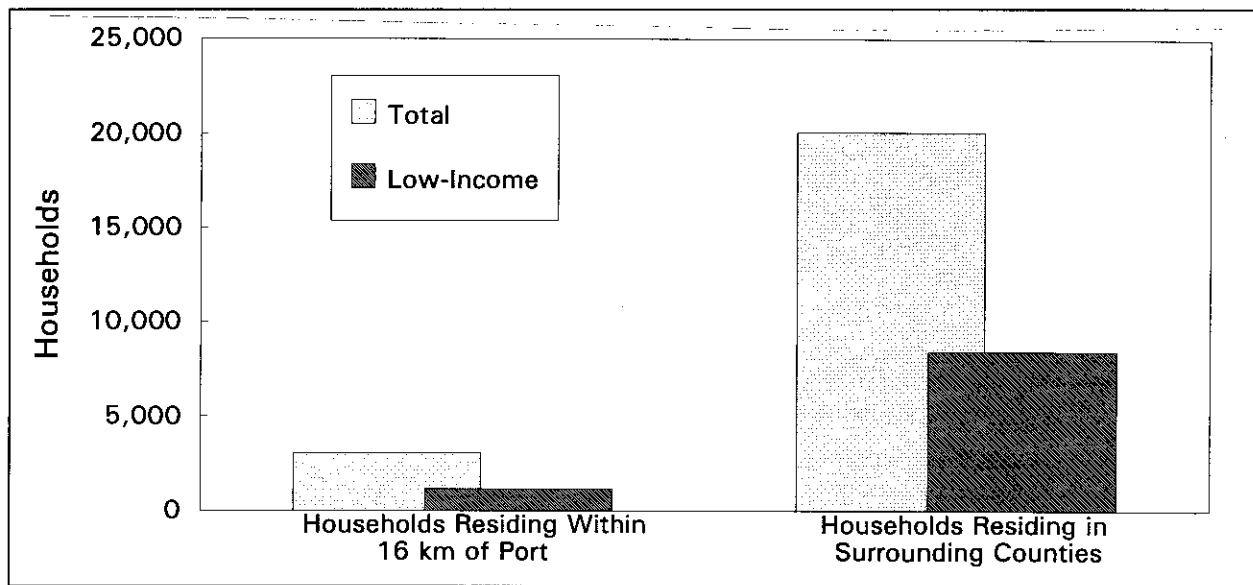 25,000
20,000
15,000
10,000
5,000
0
Households
Total
Low-Income
Households Residing Within
16 km of Port
Households Residing in
Surrounding Counties